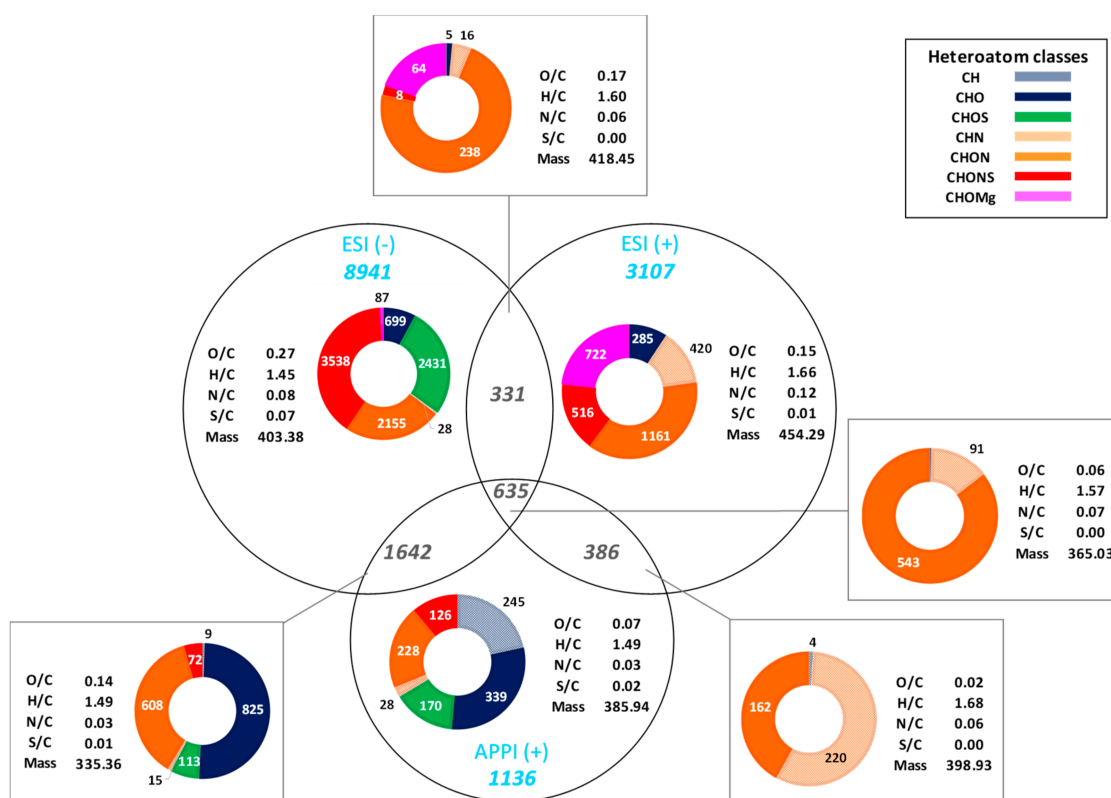 5 16
64
8
238
O/C 0.17
H/C 1.60
N/C 0.06
S/C 0.00
Mass 418.45
Heteroatom classes
CH
CHO
CHOS
CHN
CHON
CHONS
CHOMg
ESI (-)
8941
87
699
3538
2431
2155
28
O/C 0.27
H/C 1.45
N/C 0.08
S/C 0.07
Mass 403.38
331
ESI (+)
3107
285
420
722
516
1161
O/C 0.15
H/C 1.66
N/C 0.12
S/C 0.01
Mass 454.29
635
91
543
O/C 0.06
H/C 1.57
N/C 0.07
S/C 0.00
Mass 365.03
1642
386
O/C 0.14
H/C 1.49
N/C 0.03
S/C 0.01
Mass 335.36
9
72
608
825
15
113
245
126
228
339
28
170
O/C 0.07
H/C 1.49
N/C 0.03
S/C 0.02
Mass 385.94
APPI (+)
1136
4
162
220
O/C 0.02
H/C 1.68
N/C 0.06
S/C 0.00
Mass 398.93